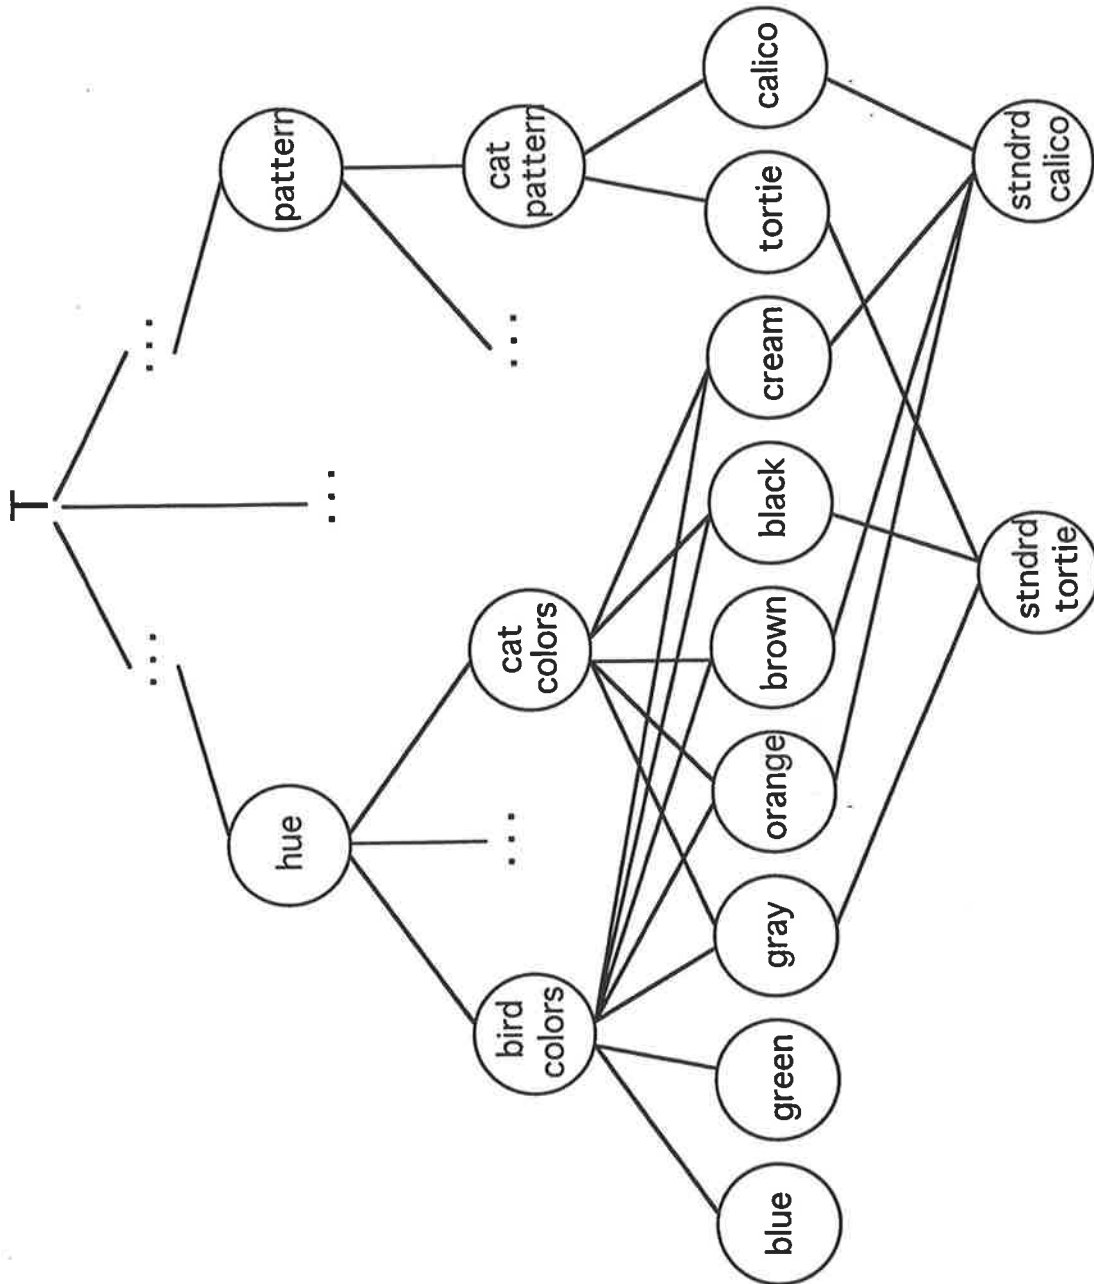 T
...
...
...
hue
pattern
bird
colors
...
cat
colors
...
cat
pattern
blue
green
gray
orange
brown
black
cream
tortie
calico
stndrd
tortie
stndrd
calico